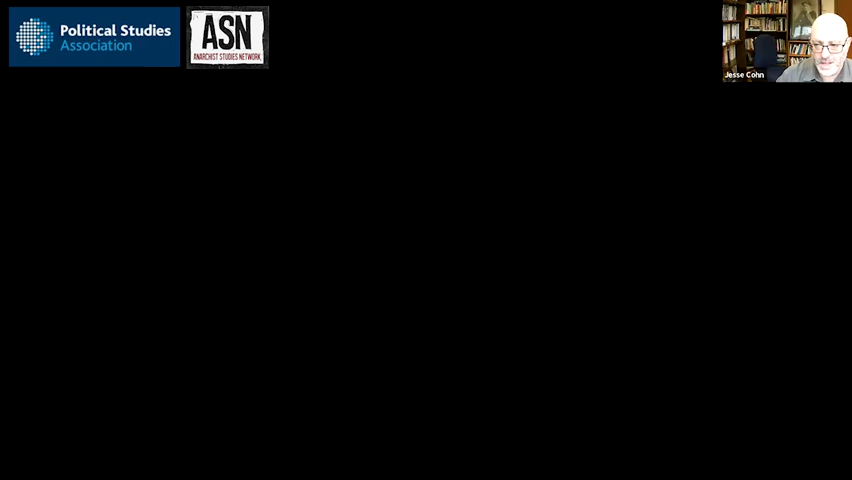 Political Studies
Association
ASN
ANARCHIST STUDIES NETWORK
Jesse Cohn